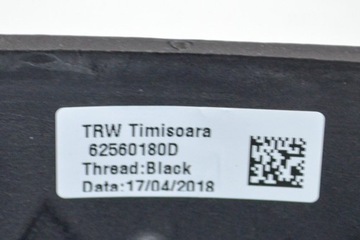 TRW Timisoara
62560180D
Thread:Black
Data:17/04/2018